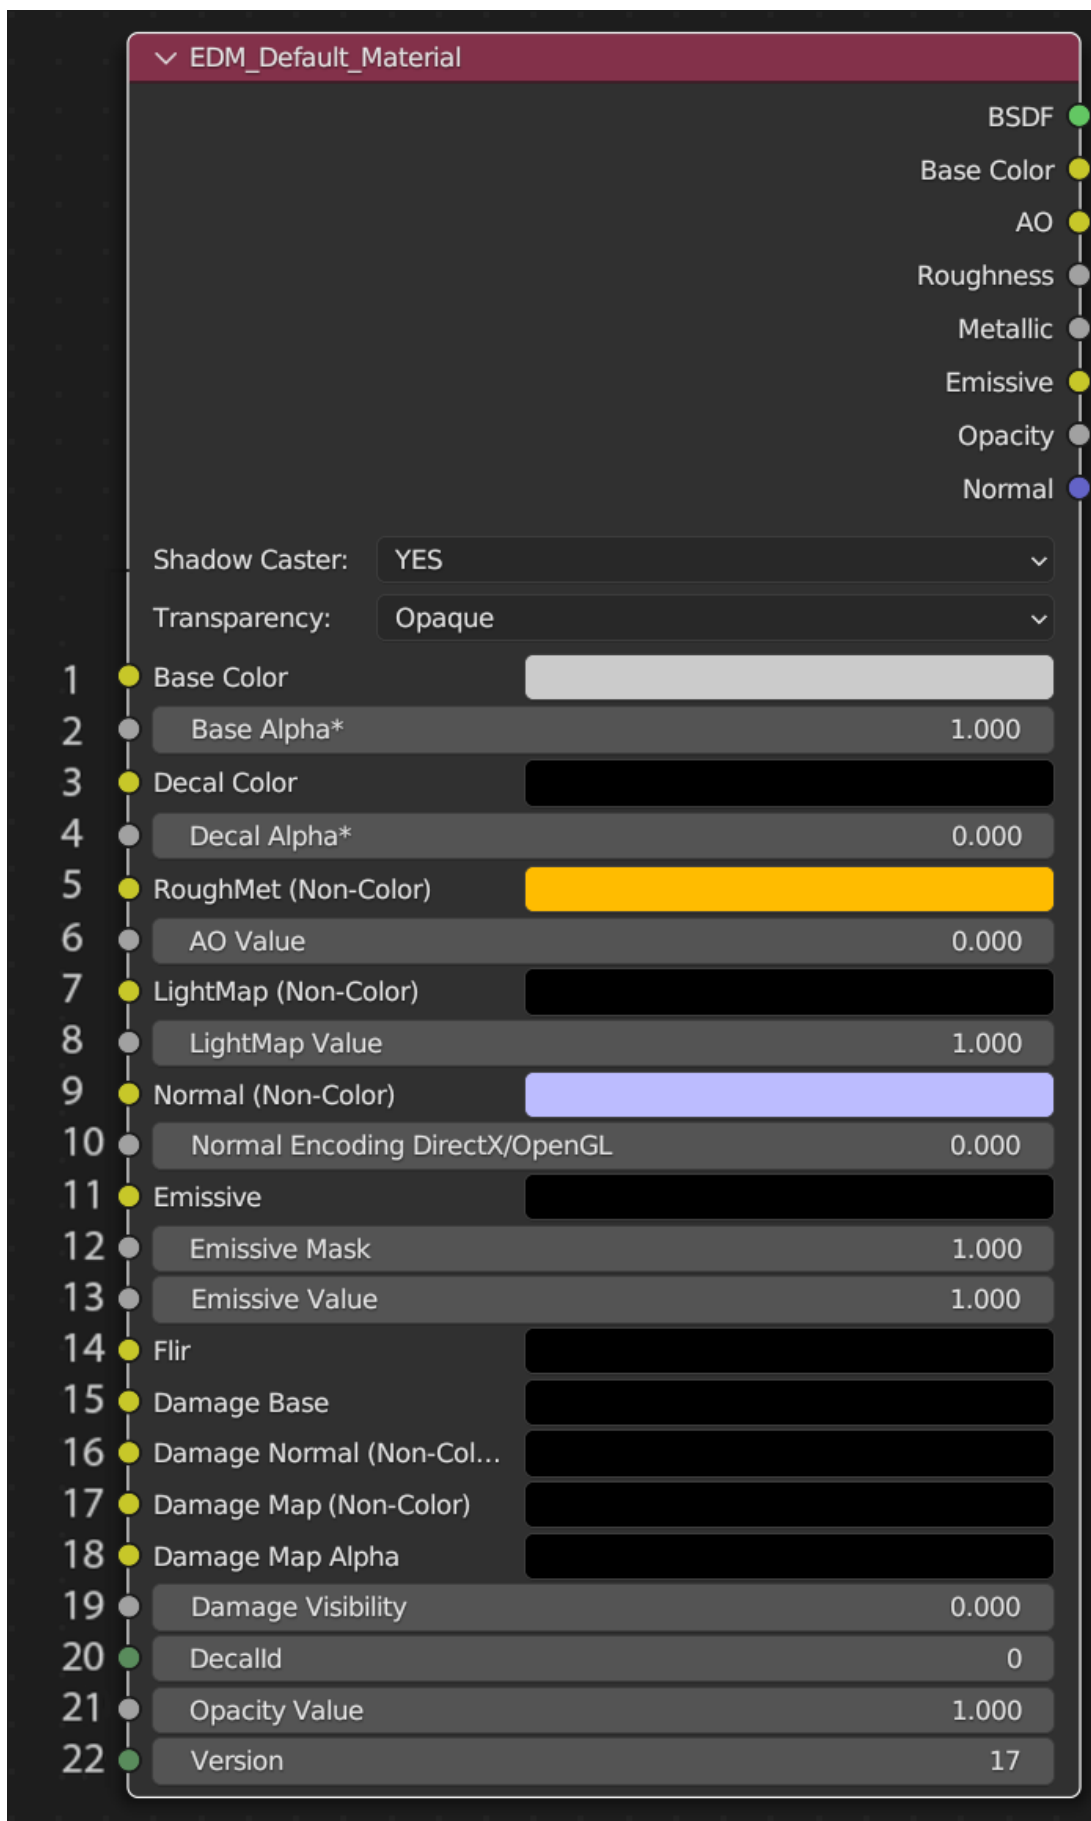 EDM_Default_Material
BSDF
Base Color
AO
Roughness
Metallic
Emissive
Opacity
Normal
Shadow Caster: YES
Transparency: Opaque
1 Base Color
2 Base Alpha* 1.000
3 Decal Color
4 Decal Alpha* 0.000
5 RoughMet (Non-Color)
6 AO Value 0.000
7 LightMap (Non-Color)
8 LightMap Value 1.000
9 Normal (Non-Color)
10 Normal Encoding DirectX/OpenGL 0.000
11 Emissive
12 Emissive Mask 1.000
13 Emissive Value 1.000
14 Flir
15 Damage Base
16 Damage Normal (Non-Col...
17 Damage Map (Non-Color)
18 Damage Map Alpha
19 Damage Visibility 0.000
20 DecalId 0
21 Opacity Value 1.000
22 Version 17